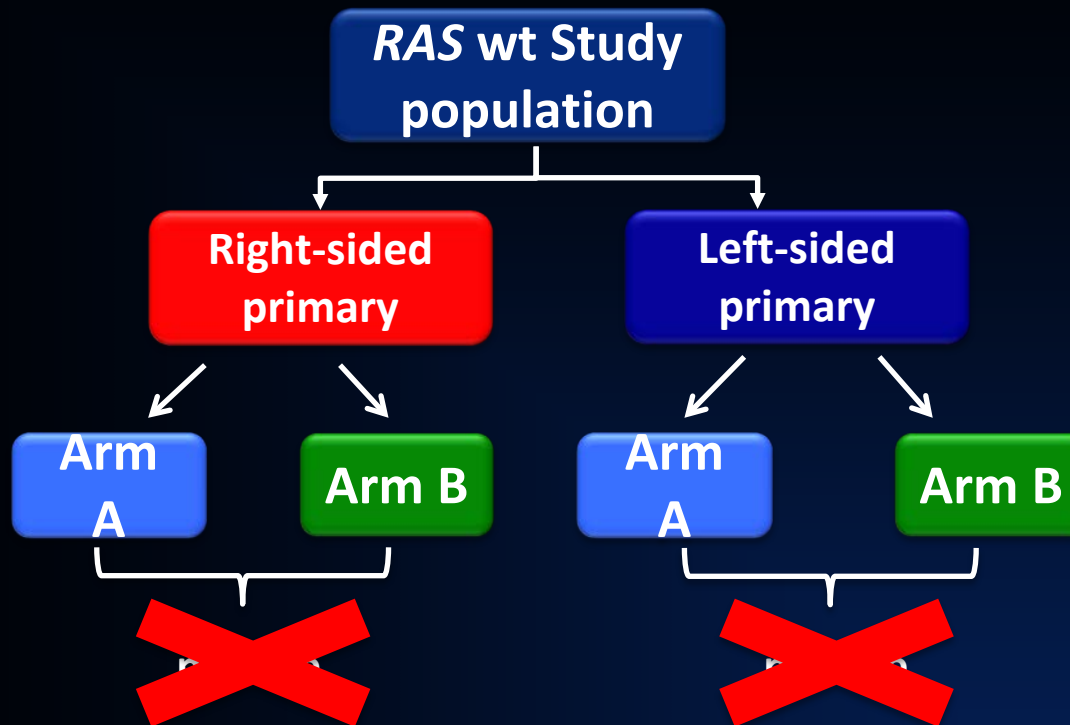 RAS wt Study
population
Right-sided
primary
Left-sided
primary
Arm
A
Arm B
Arm
A
Arm B